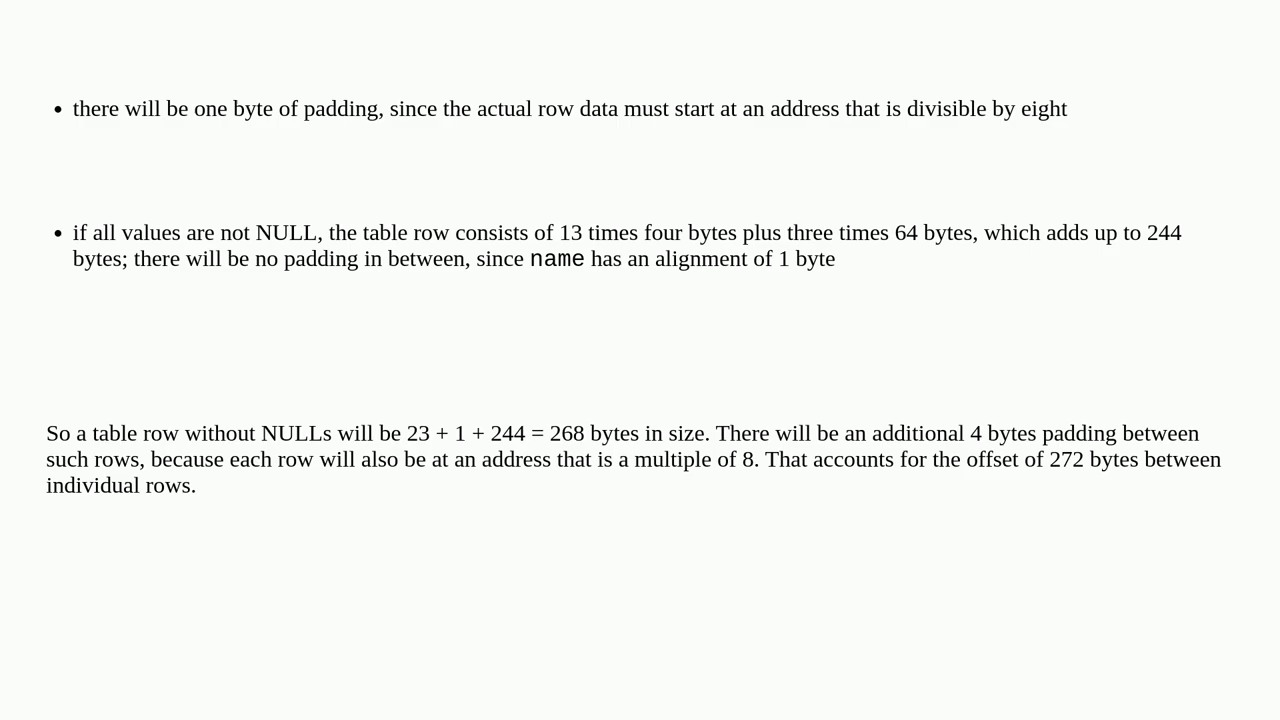 • there will be one byte of padding, since the actual row data must start at an address that is divisible by eight
• if all values are not NULL, the table row consists of 13 times four bytes plus three times 64 bytes, which adds up to 244
bytes; there will be no padding in between, since name has an alignment of 1 byte
So a table row without NULLs will be 23 + 1 + 244 = 268 bytes in size. There will be an additional 4 bytes padding between
such rows, because each row will also be at an address that is a multiple of 8. That accounts for the offset of 272 bytes between
individual rows.